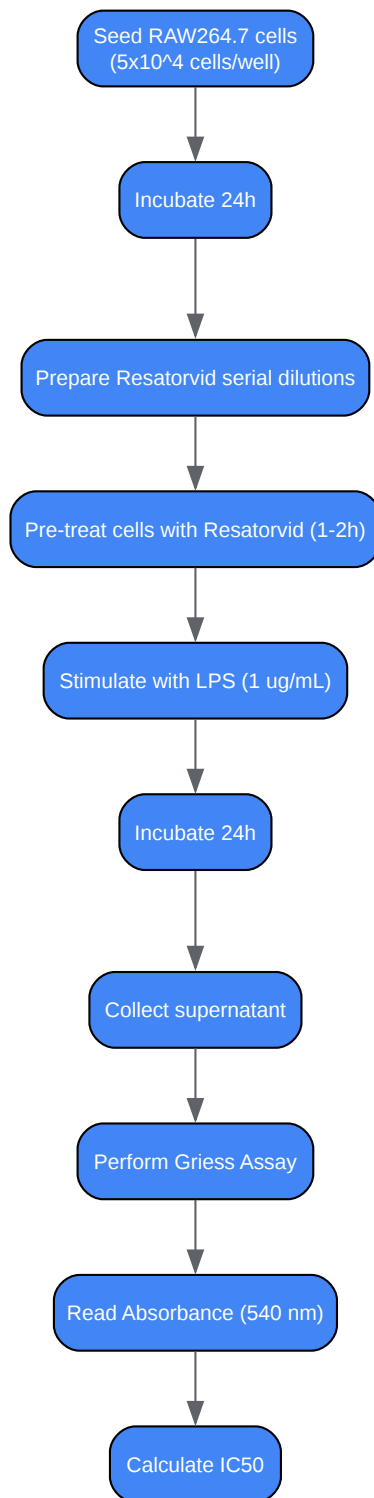 Seed RAW264.7 cells
(5x10^4 cells/well)
Incubate 24h
Prepare Resatorvid serial dilutions
Pre-treat cells with Resatorvid (1-2h)
Stimulate with LPS (1 ug/mL)
Incubate 24h
Collect supernatant
Perform Griess Assay
Read Absorbance (540 nm)
Calculate IC50